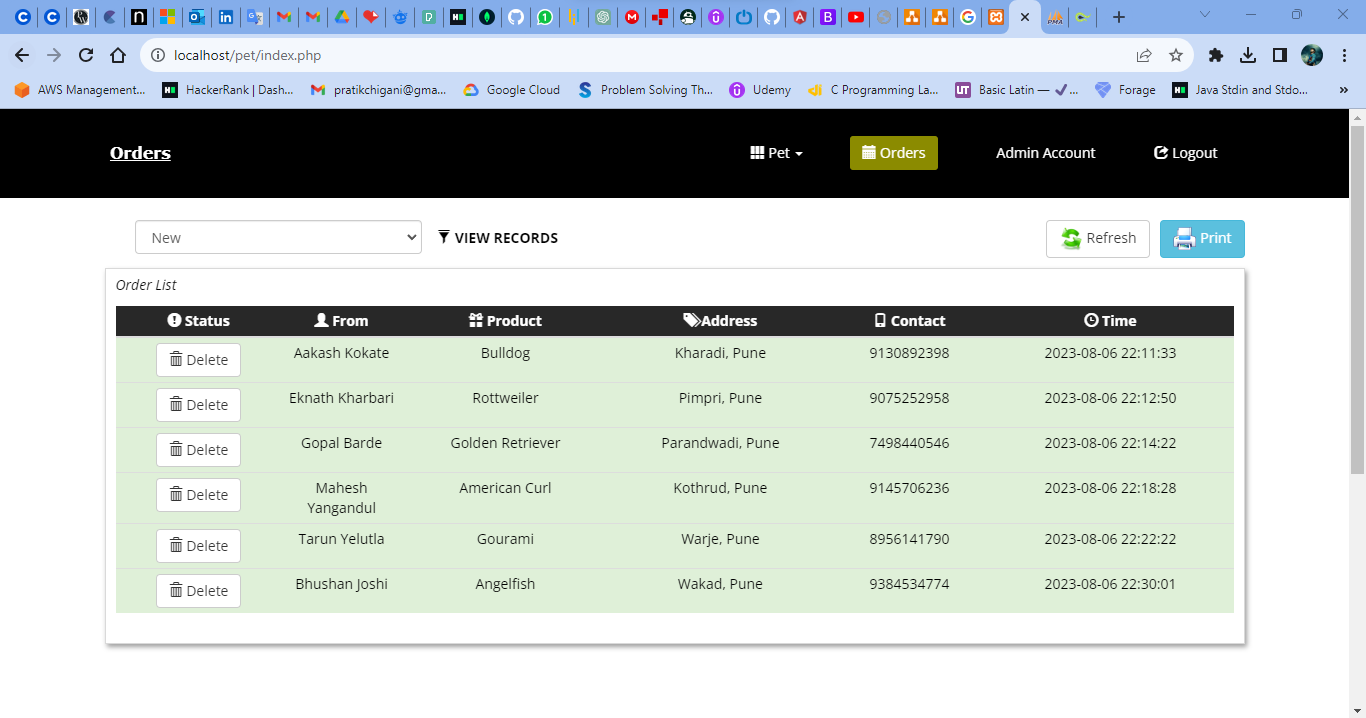 localhost/pet/index.php
AWS Management... HackerRank | Dash... pratikchigani@gma... Google Cloud Problem Solving Th... Udemy C Programming La... Basic Latin — ✓... Forage Java Stdin and Stdo... »
Orders Pet Orders Admin Account Logout
New VIEW RECORDS Refresh Print
Order List
Status From Product Address Contact Time
Delete Aakash Kokate Bulldog Kharadi, Pune 9130892398 2023-08-06 22:11:33
Delete Eknath Kharbari Rottweiler Pimpri, Pune 9075252958 2023-08-06 22:12:50
Delete Gopal Barde Golden Retriever Parandwadi, Pune 7498440546 2023-08-06 22:14:22
Delete Mahesh American Curl Kothrud, Pune 9145706236 2023-08-06 22:18:28
Yangandul
Delete Tarun Yelutla Gourami Warje, Pune 8956141790 2023-08-06 22:22:22
Delete Bhushan Joshi Angelfish Wakad, Pune 9384534774 2023-08-06 22:30:01